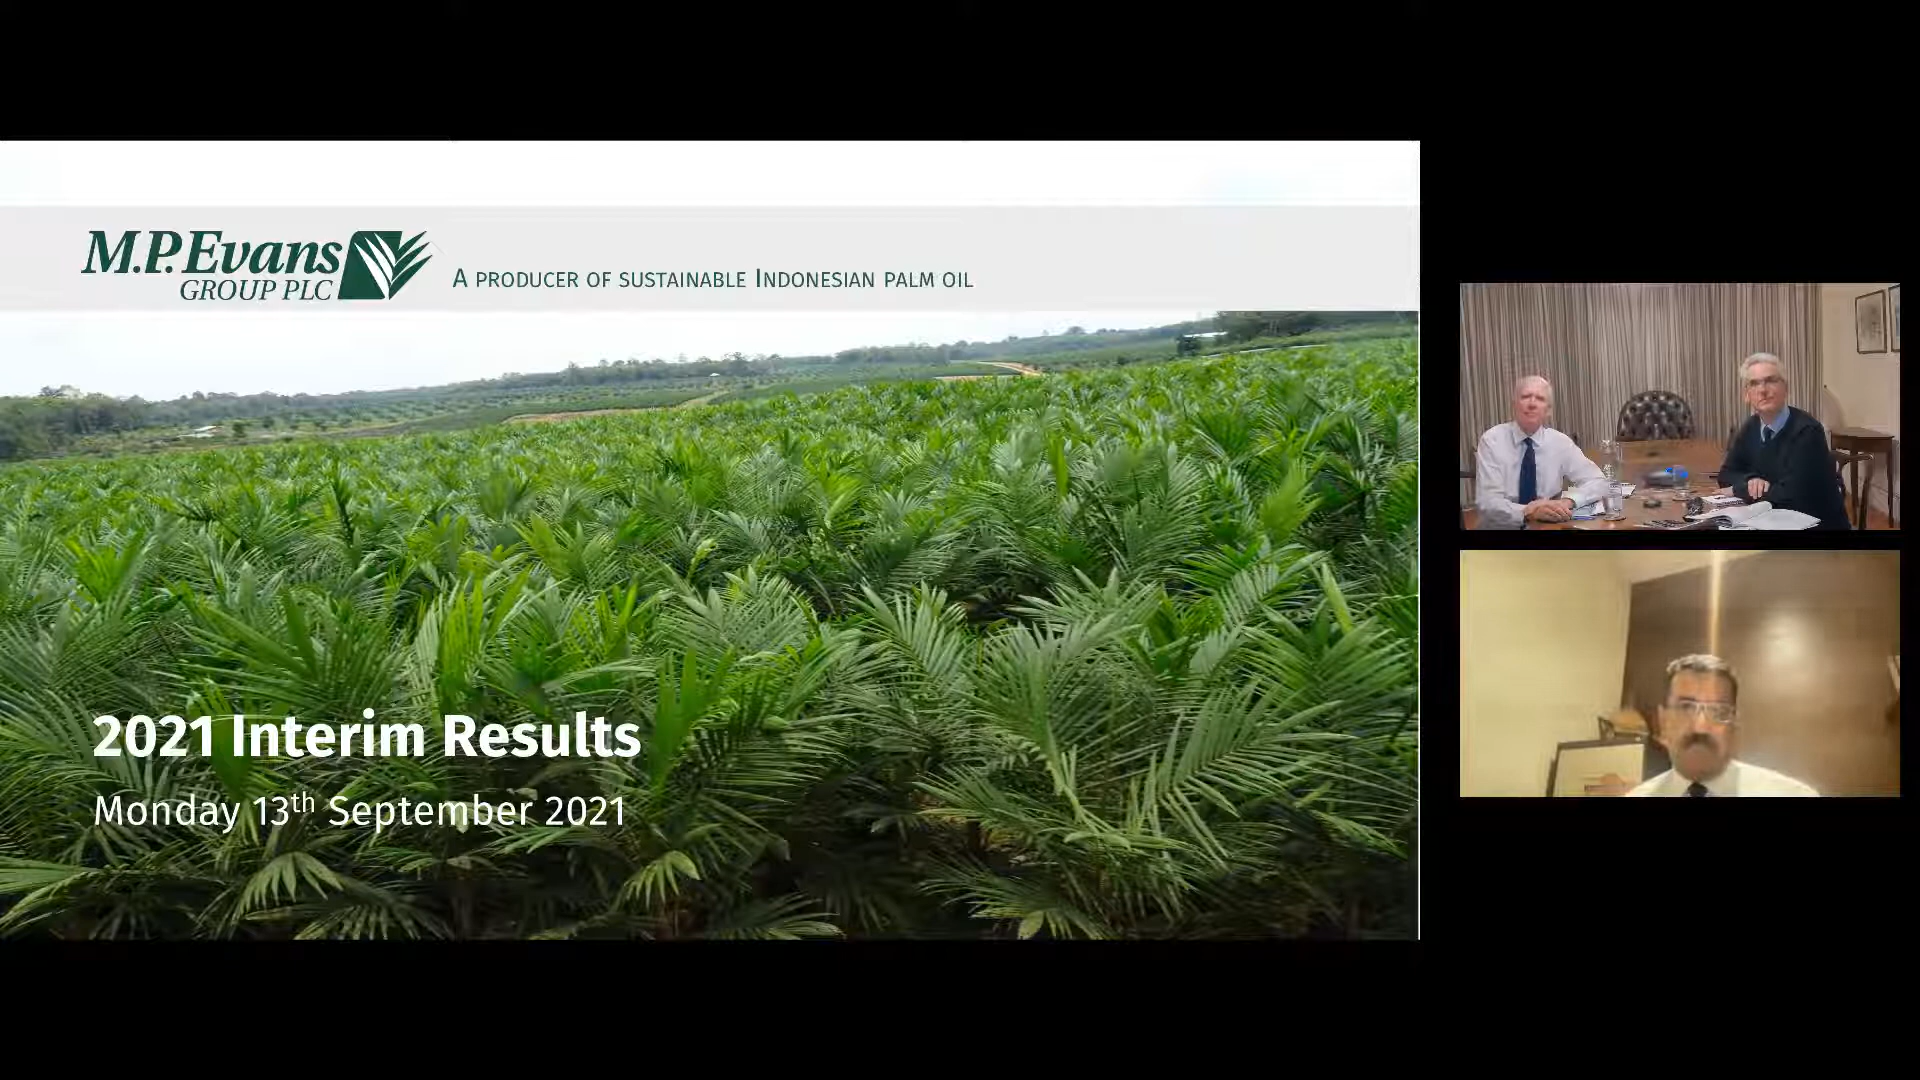 M.P.Evans
GROUP PLC
A PRODUCER OF SUSTAINABLE INDONESIAN PALM OIL
2021 Interim Results
Monday 13th September 2021